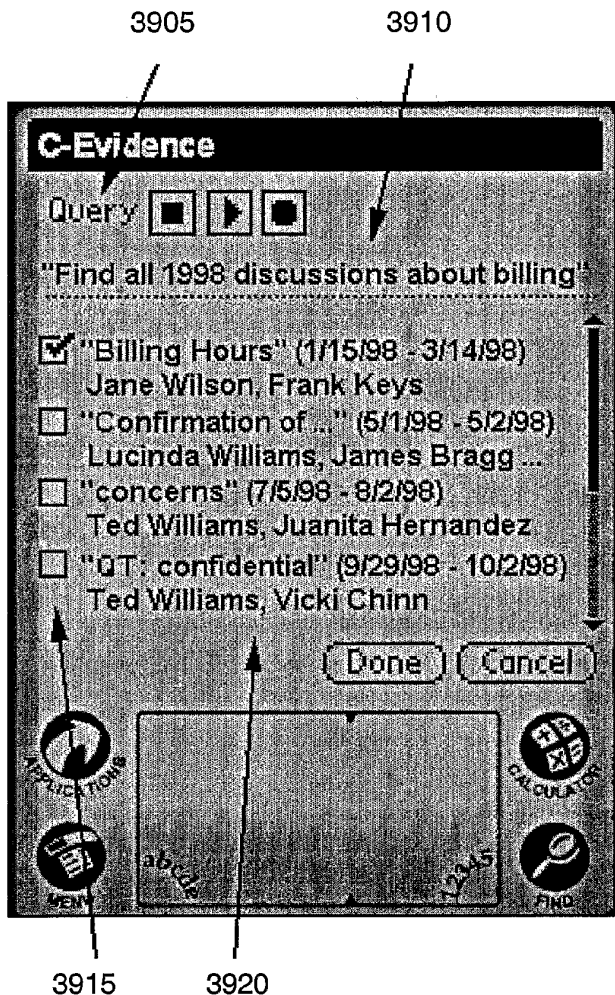 3905 3910
C-Evidence
Query
"Find all 1998 discussions about billing"
"Billing Hours" (1/15/98 - 3/14/98)
Jane Wilson, Frank Keys
"Confirmation of ..." (5/1/98 - 5/2/98)
Lucinda Williams, James Bragg ...
"concerns" (7/5/98 - 8/2/98)
Ted Williams, Juanita Hernandez
"QT: confidential" (9/29/98 - 10/2/98)
Ted Williams, Vicki Chinn
Done Cancel
APPLICATIONS CALCULATOR
MENU abcde 12345 FIND
3915 3920